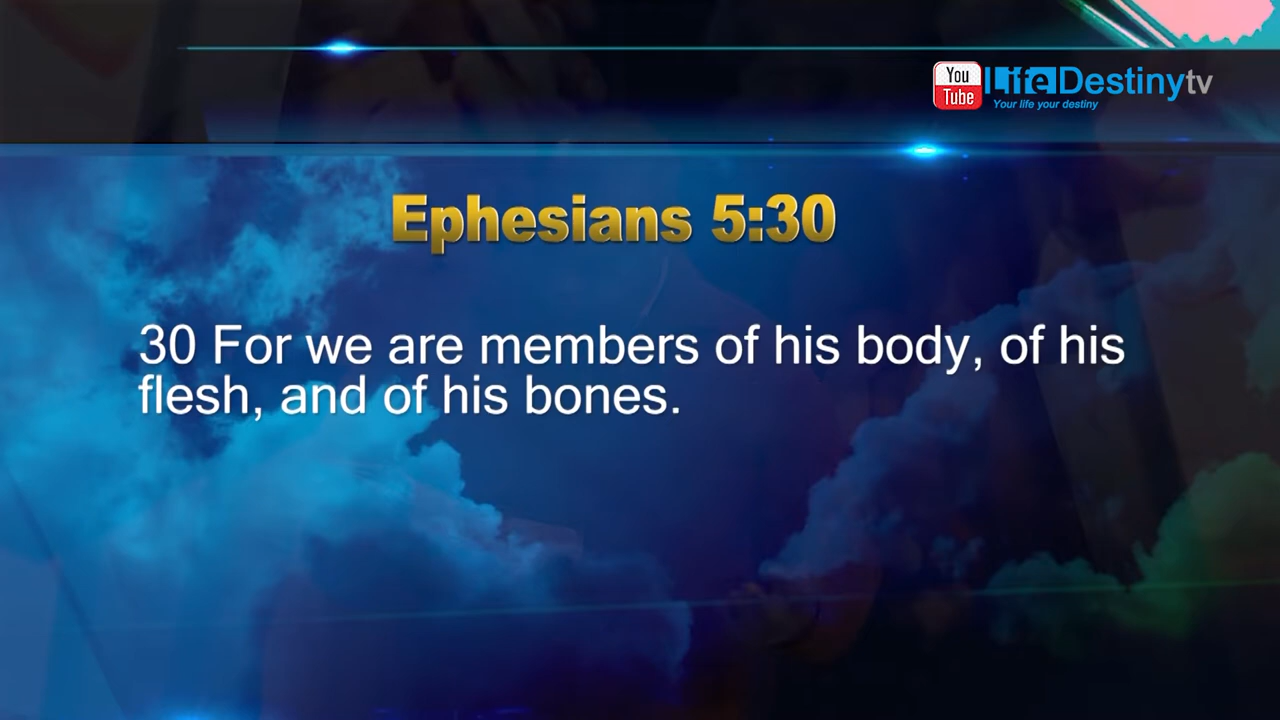 You
Tube
LifeDestinytv
Your life your destiny
Ephesians 5:30
30 For we are members of his body, of his
flesh, and of his bones.